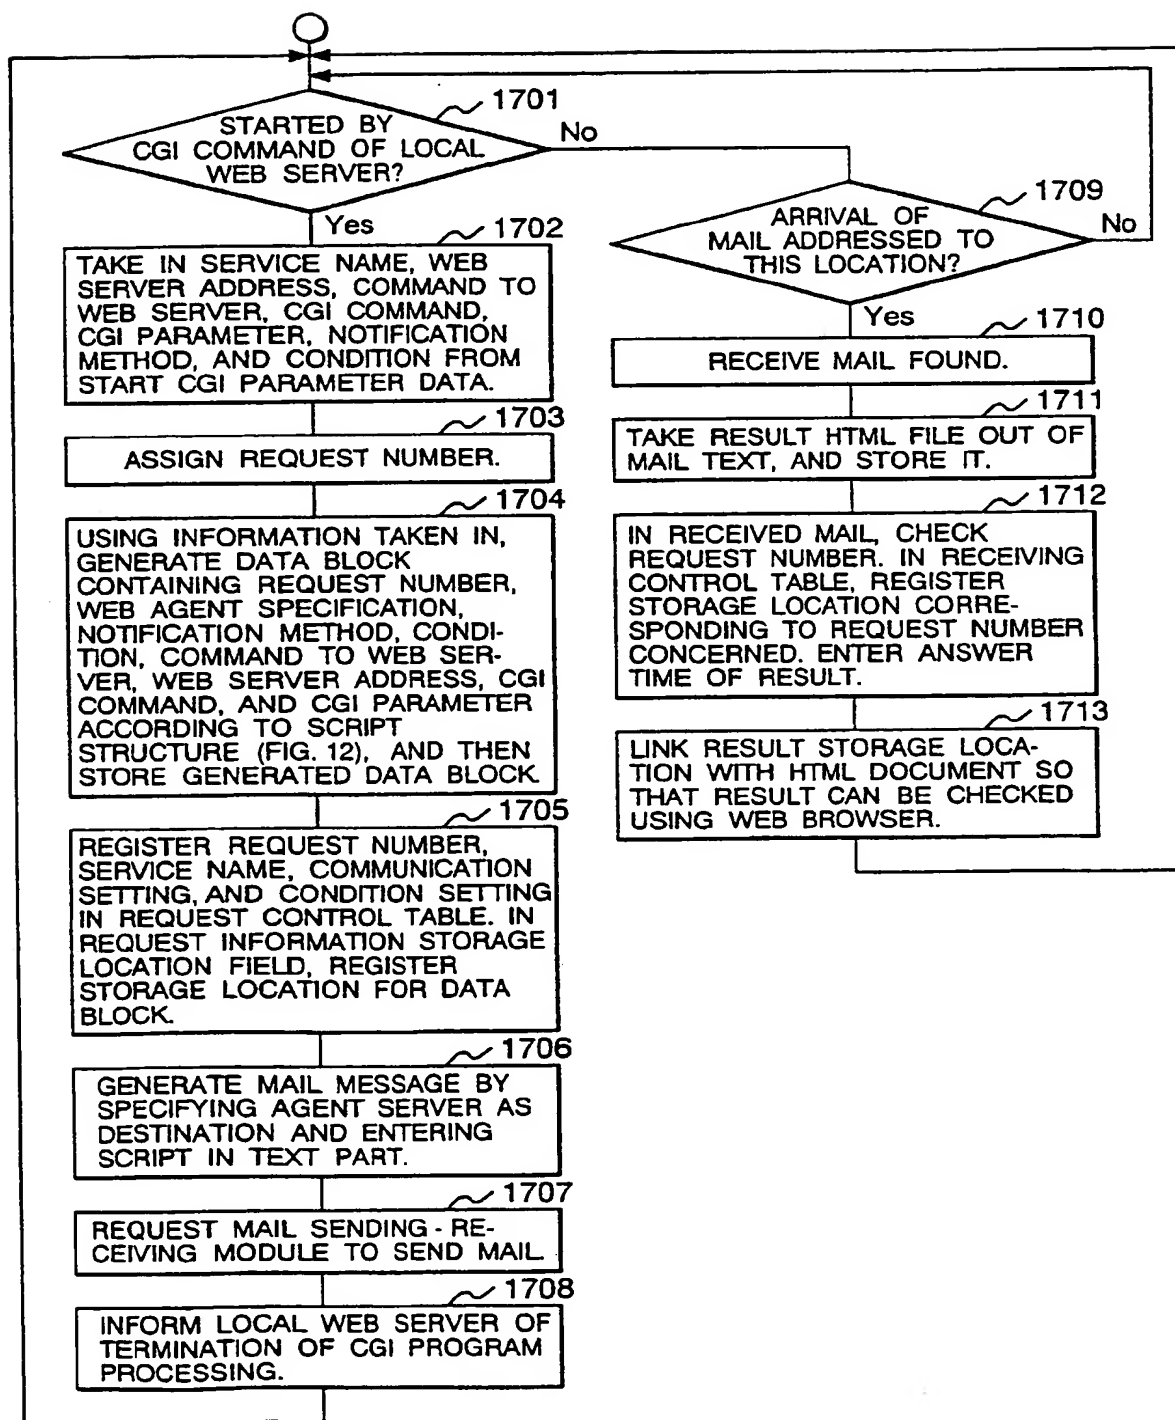 1701
STARTED BY
CGI COMMAND OF LOCAL
WEB SERVER?
No
Yes
1702
TAKE IN SERVICE NAME, WEB
SERVER ADDRESS, COMMAND TO
WEB SERVER, CGI COMMAND,
CGI PARAMETER, NOTIFICATION
METHOD, AND CONDITION FROM
START CGI PARAMETER DATA.
1703
ASSIGN REQUEST NUMBER.
1704
USING INFORMATION TAKEN IN,
GENERATE DATA BLOCK
CONTAINING REQUEST NUMBER,
WEB AGENT SPECIFICATION,
NOTIFICATION METHOD, CONDI-
TION, COMMAND TO WEB SER-
VER, WEB SERVER ADDRESS, CGI
COMMAND, AND CGI PARAMETER
ACCORDING TO SCRIPT
STRUCTURE (FIG. 12), AND THEN
STORE GENERATED DATA BLOCK.
1705
REGISTER REQUEST NUMBER,
SERVICE NAME, COMMUNICATION
SETTING, AND CONDITION SETTING
IN REQUEST CONTROL TABLE. IN
REQUEST INFORMATION STORAGE
LOCATION FIELD, REGISTER
STORAGE LOCATION FOR DATA
BLOCK.
1706
GENERATE MAIL MESSAGE BY
SPECIFYING AGENT SERVER AS
DESTINATION AND ENTERING
SCRIPT IN TEXT PART.
1707
REQUEST MAIL SENDING - RE-
CEIVING MODULE TO SEND MAIL.
1708
INFORM LOCAL WEB SERVER OF
TERMINATION OF CGI PROGRAM
PROCESSING.
1709
ARRIVAL OF
MAIL ADDRESSED TO
THIS LOCATION?
No
Yes
1710
RECEIVE MAIL FOUND.
1711
TAKE RESULT HTML FILE OUT OF
MAIL TEXT, AND STORE IT.
1712
IN RECEIVED MAIL, CHECK
REQUEST NUMBER. IN RECEIVING
CONTROL TABLE, REGISTER
STORAGE LOCATION CORRE-
SPONDING TO REQUEST NUMBER
CONCERNED. ENTER ANSWER
TIME OF RESULT.
1713
LINK RESULT STORAGE LOCA-
TION WITH HTML DOCUMENT SO
THAT RESULT CAN BE CHECKED
USING WEB BROWSER.